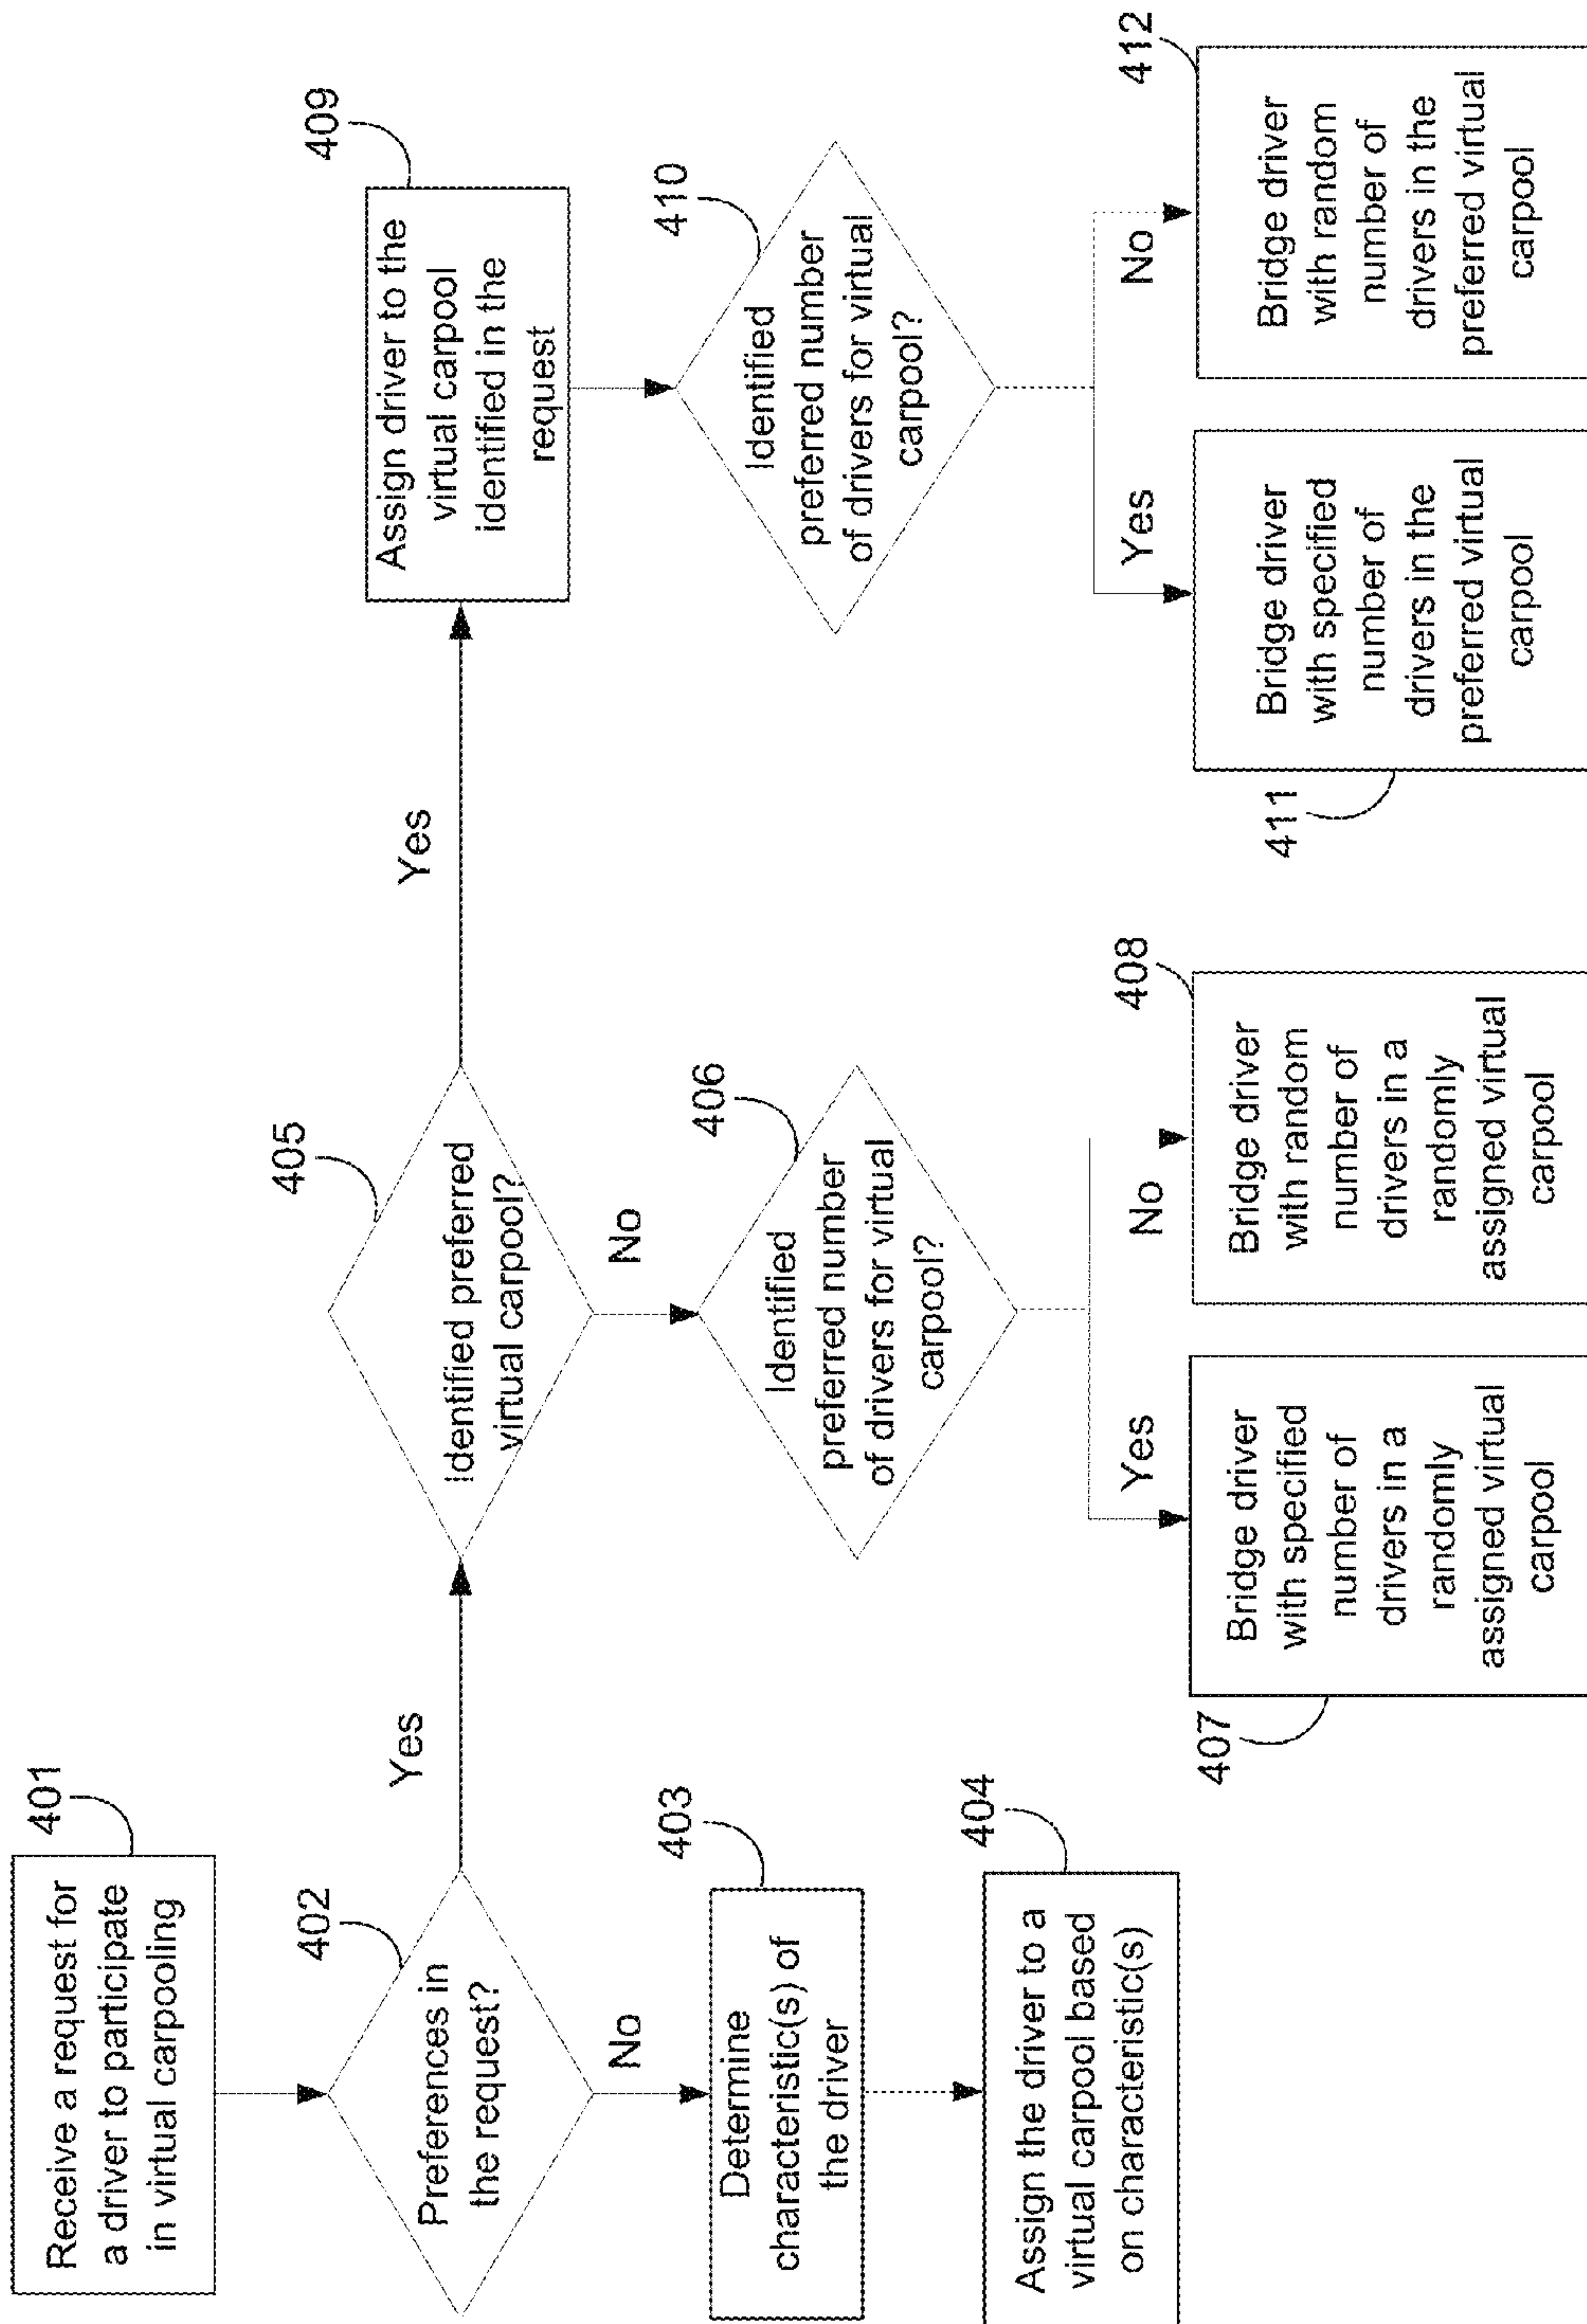 401
Receive a request for
a driver to participate
in virtual carpooling
402
Preferences in
the request?
Yes
No
403
Determine
characteristic(s) of
the driver
404
Assign the driver to a
virtual carpool based
on characteristic(s)
405
Identified preferred
virtual carpool?
Yes
No
406
Identified
preferred number
of drivers for virtual
carpool?
Yes
No
407
Bridge driver
with specified
number of
drivers in a
randomly
assigned virtual
carpool
408
Bridge driver
with random
number of
drivers in a
randomly
assigned virtual
carpool
409
Assign driver to the
virtual carpool
identified in the
request
410
Identified
preferred number
of drivers for virtual
carpool?
Yes
No
411
Bridge driver
with specified
number of
drivers in the
preferred virtual
carpool
412
Bridge driver
with random
number of
drivers in the
preferred virtual
carpool